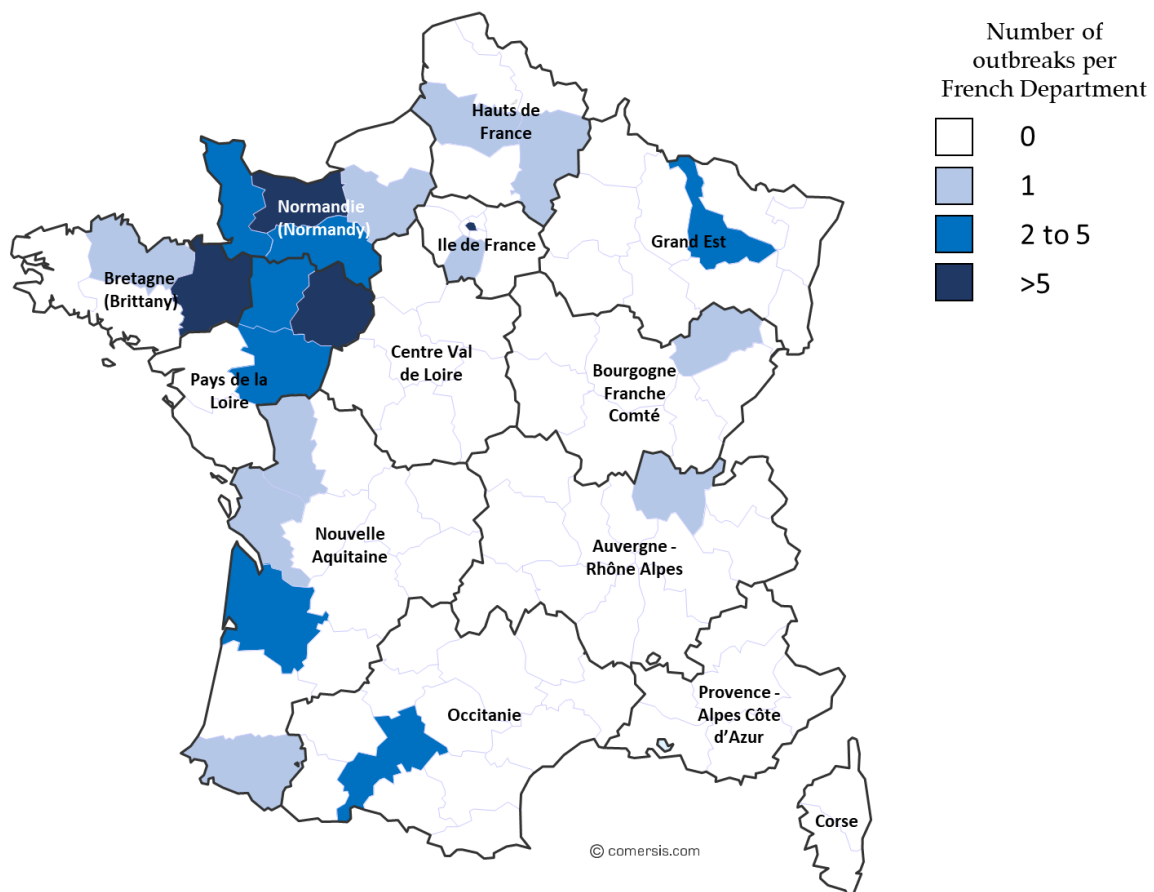 Number of
outbreaks per
French Department
0
1
2 to 5
>5
Hauts de
France
Normandie
(Normandy)
Ile de France
Grand Est
Bretagne
(Brittany)
Pays de la
Loire
Centre Val
de Loire
Bourgogne
Franche
Comté
Nouvelle
Aquitaine
Auvergne -
Rhône Alpes
Occitanie
Provence -
Alpes Côte
d’Azur
Corse
© comersis.com